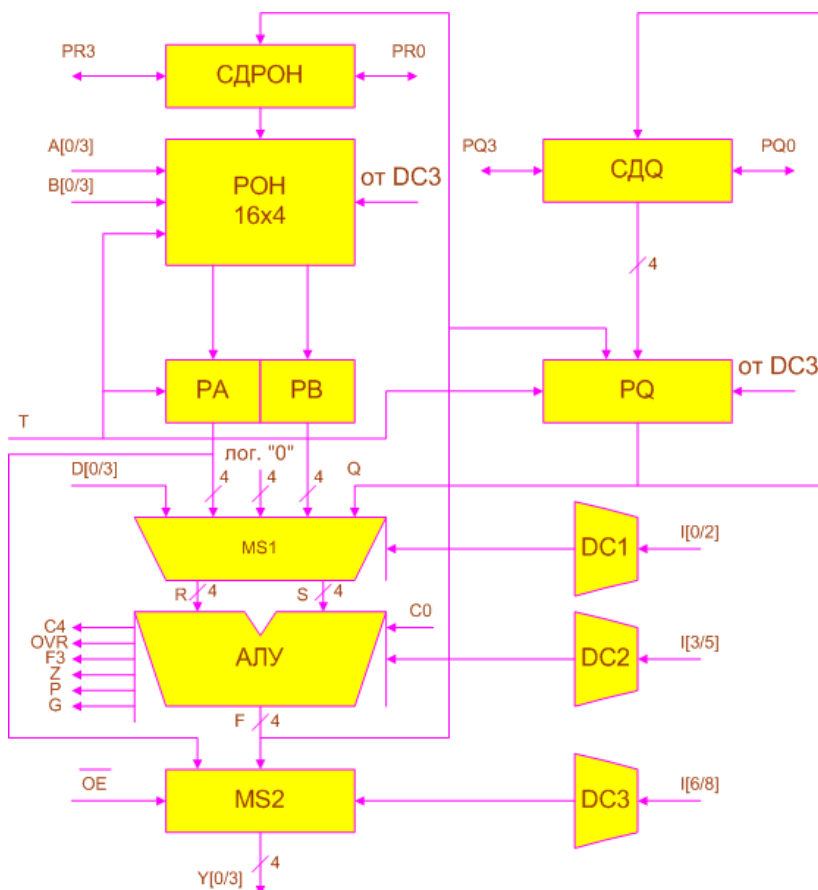 PR3
СДРОН
PR0
A[0/3]
B[0/3]
РОН
16x4
от DC3
PQ3
СДQ
PQ0
4
PA
PB
T
PQ
от DC3
лог. "0"
D[0/3]
4
4
4
Q
MS1
DC1
I[0/2]
R
4
S
4
C0
C4
OVR
F3
Z
P
G
АЛУ
DC2
I[3/5]
F
4
OE
MS2
DC3
I[6/8]
4
Y[0/3]